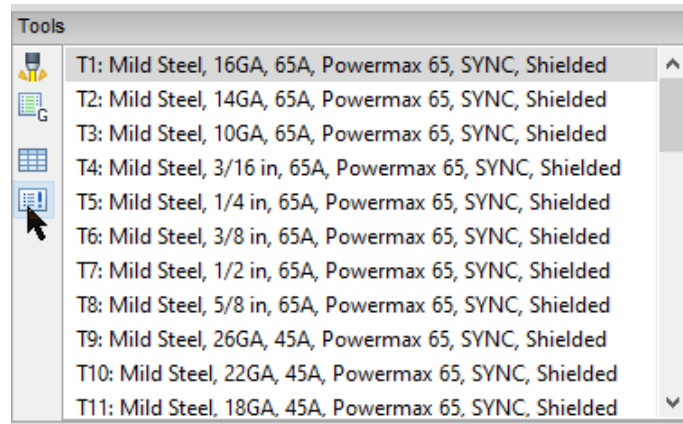 Tools
T1: Mild Steel, 16GA, 65A, Powermax 65, SYNC, Shielded
G
T2: Mild Steel, 14GA, 65A, Powermax 65, SYNC, Shielded
T3: Mild Steel, 10GA, 65A, Powermax 65, SYNC, Shielded
T4: Mild Steel, 3/16 in, 65A, Powermax 65, SYNC, Shielded
T5: Mild Steel, 1/4 in, 65A, Powermax 65, SYNC, Shielded
T6: Mild Steel, 3/8 in, 65A, Powermax 65, SYNC, Shielded
T7: Mild Steel, 1/2 in, 65A, Powermax 65, SYNC, Shielded
T8: Mild Steel, 5/8 in, 65A, Powermax 65, SYNC, Shielded
T9: Mild Steel, 26GA, 45A, Powermax 65, SYNC, Shielded
T10: Mild Steel, 22GA, 45A, Powermax 65, SYNC, Shielded
T11: Mild Steel, 18GA, 45A, Powermax 65, SYNC, Shielded